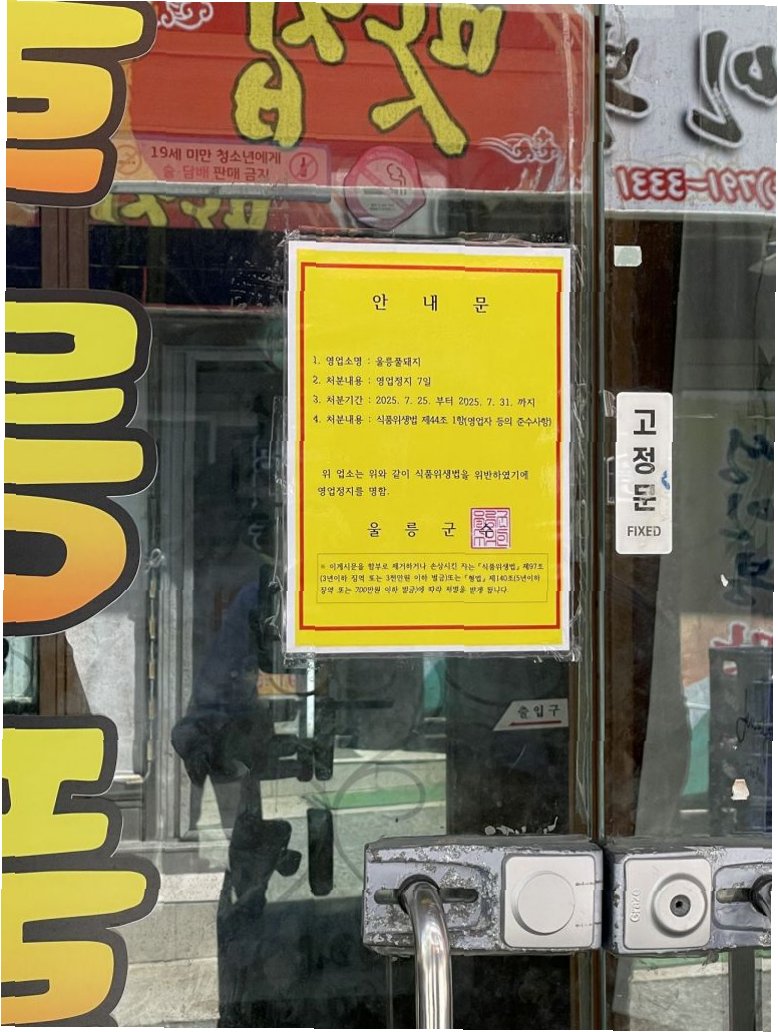 19세 미만 청소년에게
술·담배 판매 금지
)791-3331
안 내 문
1. 영업소명 : 울릉풀돼지
2. 처분내용 : 영업정지 7일
3. 처분기간 : 2025. 7. 25. 부터 2025. 7. 31. 까지
4. 처분내용 : 식품위생법 제44조 1항(영업자 등의 준수사항)
위 업소는 위와 같이 식품위생법을 위반하였기에
영업정지를 명함.
울 릉 군 수
※ 이게시문을 함부로 제거하거나 손상시킨 자는「식품위생법」제97조
(3년이하 징역 또는 3천만원 이하 벌금)또는「형법」제140조(5년이하
징역 또는 700만원 이하 벌금)에 따라 처벌을 받게 됩니다.
고정문
FIXED
출입구